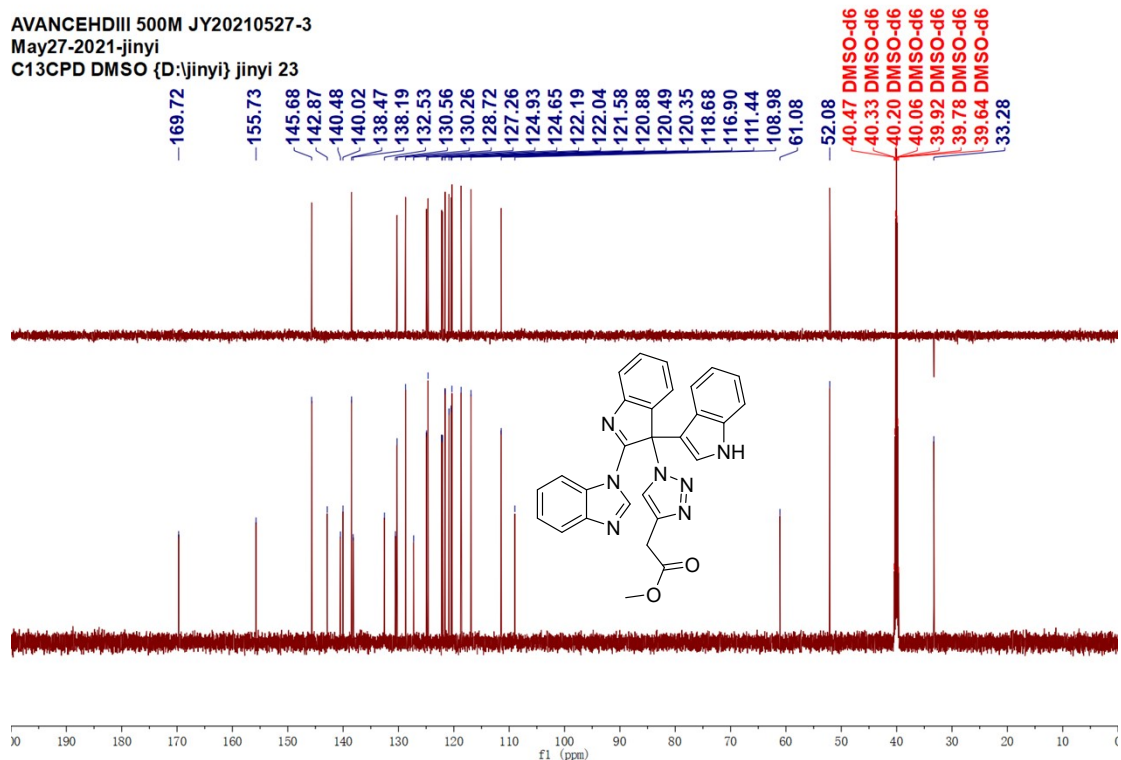 AVANCEHDIII 500M JY20210527-3
May27-2021-jinyi
C13CPD DMSO {D:\jinyi} jinyi 23
169.72
155.73
145.68
142.87
140.48
140.02
138.47
138.19
132.53
130.56
130.26
128.72
127.26
124.93
124.65
122.19
122.04
121.58
120.88
120.49
120.35
118.68
116.90
111.44
108.98
61.08
52.08
40.47 DMSO-d6
40.33 DMSO-d6
40.20 DMSO-d6
40.06 DMSO-d6
39.92 DMSO-d6
39.78 DMSO-d6
39.64 DMSO-d6
33.28
N
NH
N
N
N
N
N
O
O
00 190 180 170 160 150 140 130 120 110 100 90 80 70 60 50 40 30 20 10 0
f1 (ppm)